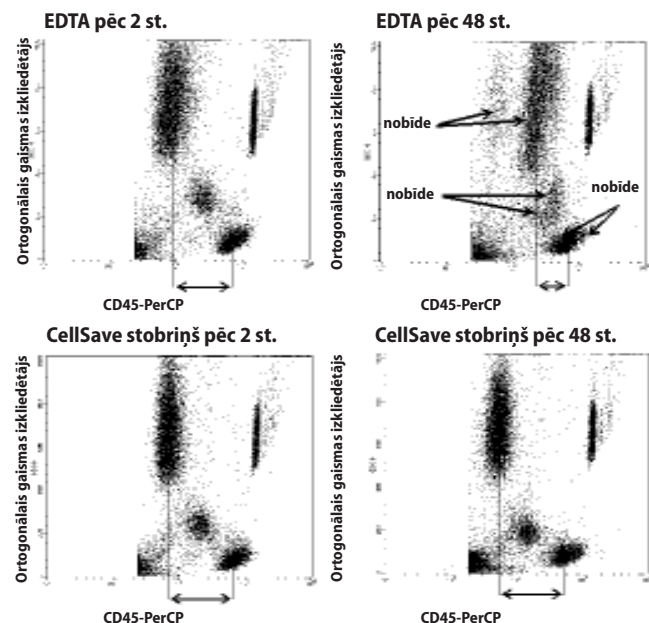 EDTA pēc 2 st.
Ortogonālais gaismas izkliedētājs
CD45-PerCP
EDTA pēc 48 st.
Ortogonālais gaismas izkliedētājs
nobīde
nobīde
nobīde
CD45-PerCP
CellSave stobriņš pēc 2 st.
Ortogonālais gaismas izkliedētājs
CD45-PerCP
CellSave stobriņš pēc 48 st.
Ortogonālais gaismas izkliedētājs
CD45-PerCP